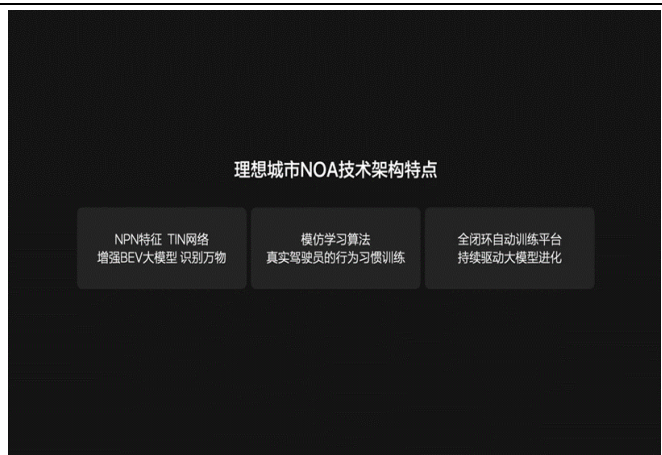 理想城市NOA技术架构特点
NPN特征 TIN网络
增强BEV大模型 识别万物
模仿学习算法
真实驾驶员的行为习惯训练
全闭环自动训练平台
持续驱动大模型进化